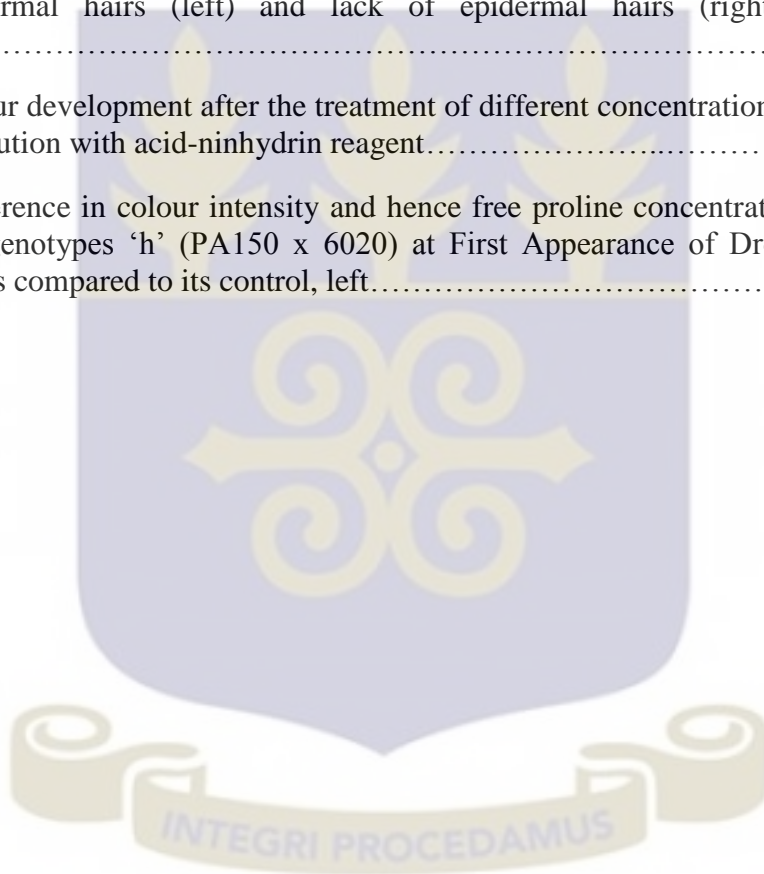 rmal hairs (left) and lack of epidermal hairs (right
……………………………………………………………………
ur development after the treatment of different concentration
ution with acid-ninhydrin reagent…………………..………
erence in colour intensity and hence free proline concentrat
enotypes ‘h’ (PA150 x 6020) at First Appearance of Dr
s compared to its control, left……………………………………
INTEGRI PROCEDAMUS